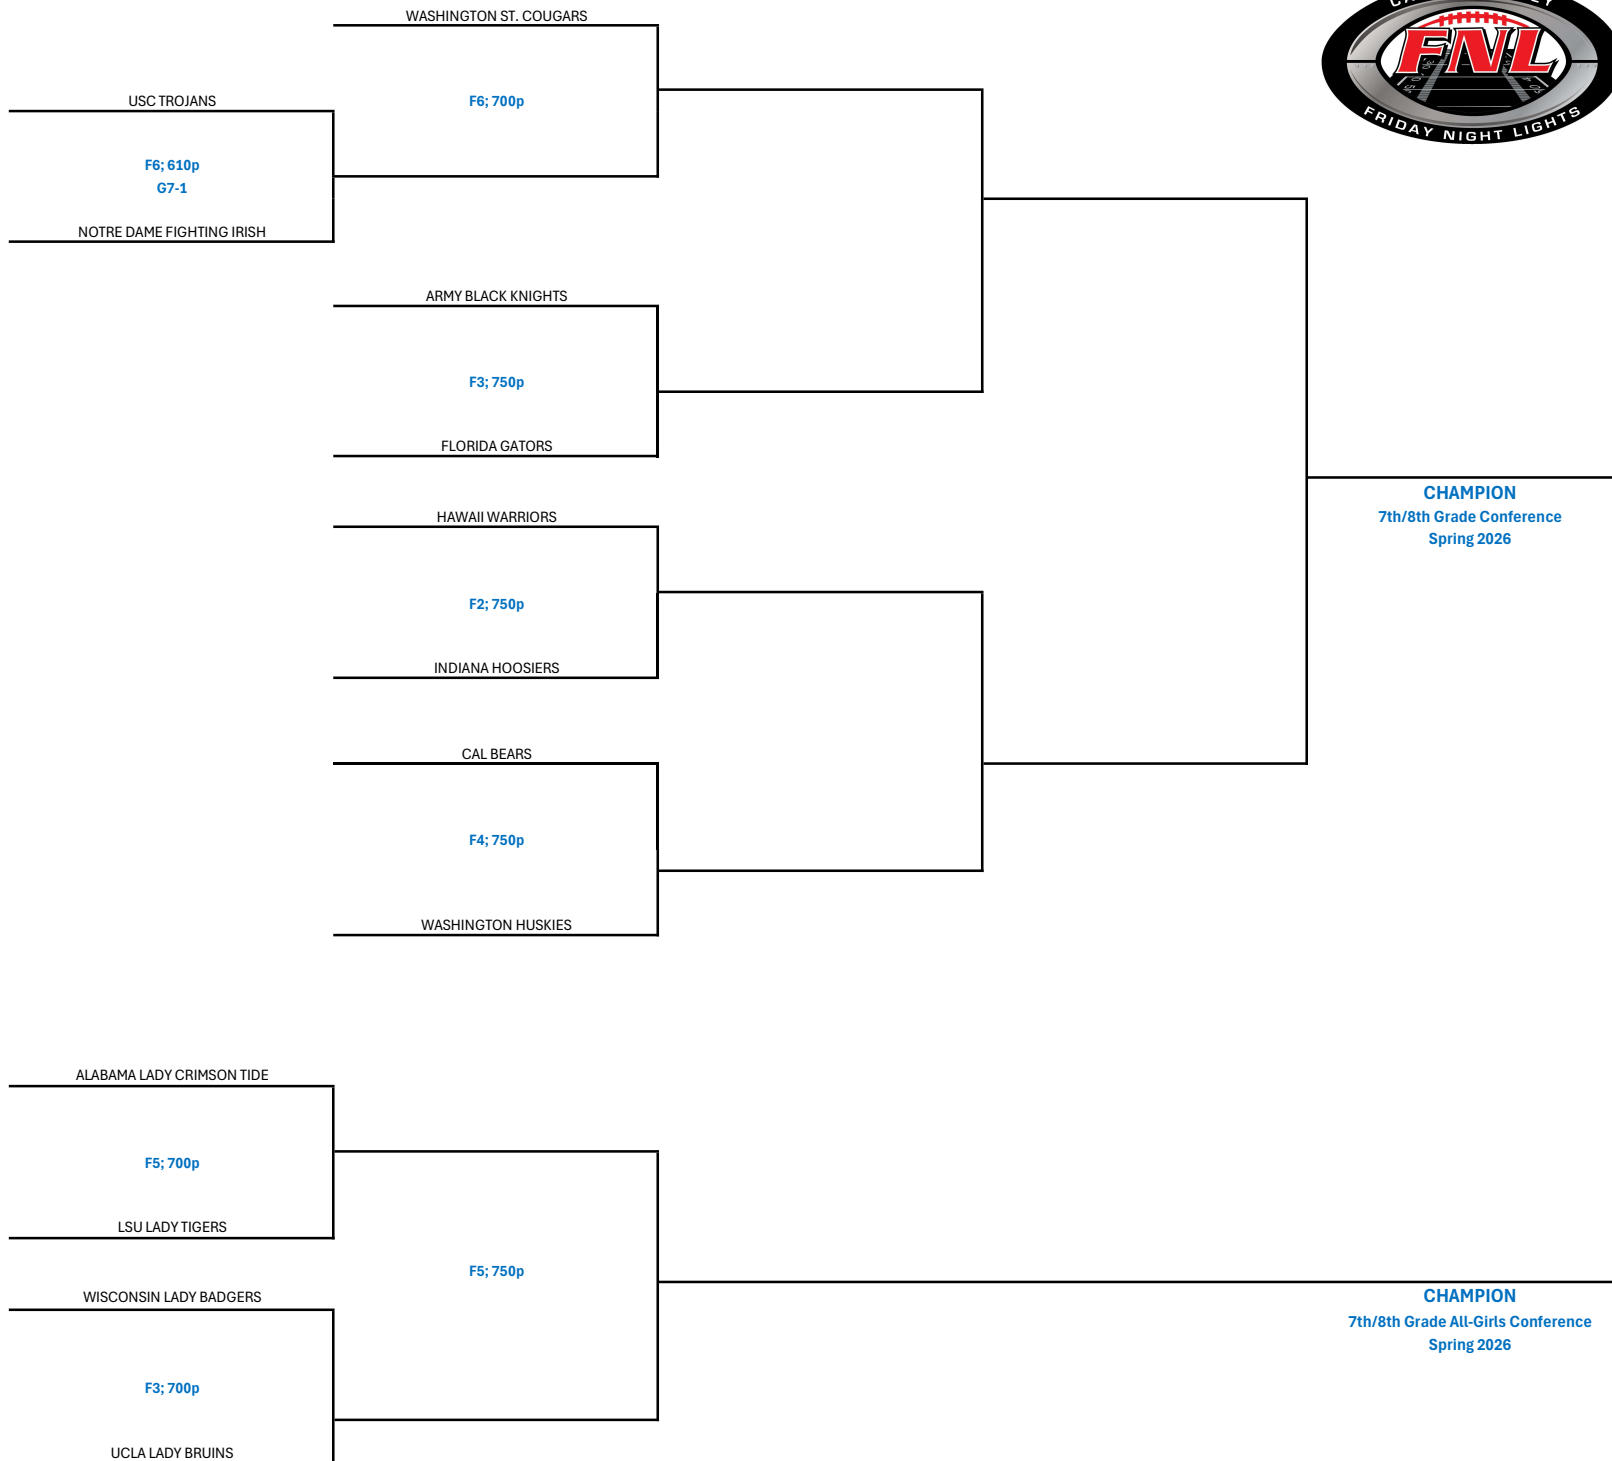 WASHINGTON ST. COUGARS
FNL
FRIDAY NIGHT LIGHTS
USC TROJANS
F6; 700p
F6; 610p
G7-1
NOTRE DAME FIGHTING IRISH
ARMY BLACK KNIGHTS
F3; 750p
FLORIDA GATORS
HAWAII WARRIORS
F2; 750p
INDIANA HOOSIERS
CHAMPION
7th/8th Grade Conference
Spring 2026
CAL BEARS
F4; 750p
WASHINGTON HUSKIES
ALABAMA LADY CRIMSON TIDE
F5; 700p
LSU LADY TIGERS
F5; 750p
WISCONSIN LADY BADGERS
F3; 700p
UCLA LADY BRUINS
CHAMPION
7th/8th Grade All-Girls Conference
Spring 2026